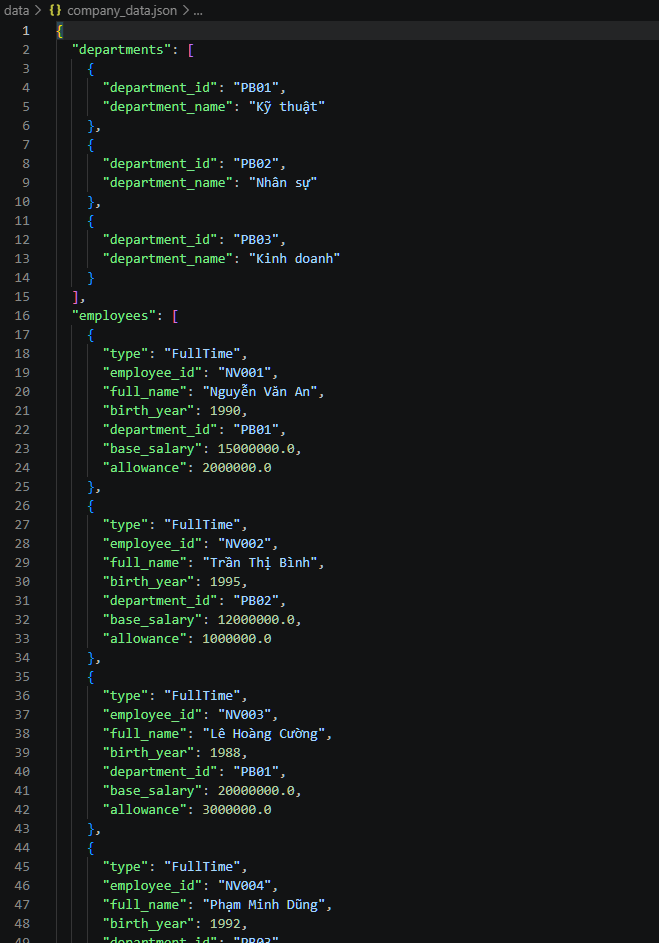 data > {} company_data.json > ...
1 {
2 "departments": [
3 {
4 "department_id": "PB01",
5 "department_name": "Kỹ thuật"
6 },
7 {
8 "department_id": "PB02",
9 "department_name": "Nhân sự"
10 },
11 {
12 "department_id": "PB03",
13 "department_name": "Kinh doanh"
14 }
15 ],
16 "employees": [
17 {
18 "type": "FullTime",
19 "employee_id": "NV001",
20 "full_name": "Nguyễn Văn An",
21 "birth_year": 1990,
22 "department_id": "PB01",
23 "base_salary": 15000000.0,
24 "allowance": 2000000.0
25 },
26 {
27 "type": "FullTime",
28 "employee_id": "NV002",
29 "full_name": "Trần Thị Bình",
30 "birth_year": 1995,
31 "department_id": "PB02",
32 "base_salary": 12000000.0,
33 "allowance": 1000000.0
34 },
35 {
36 "type": "FullTime",
37 "employee_id": "NV003",
38 "full_name": "Lê Hoàng Cường",
39 "birth_year": 1988,
40 "department_id": "PB01",
41 "base_salary": 20000000.0,
42 "allowance": 3000000.0
43 },
44 {
45 "type": "FullTime",
46 "employee_id": "NV004",
47 "full_name": "Phạm Minh Dũng",
48 "birth_year": 1992,
49 "department_id": "PB03",